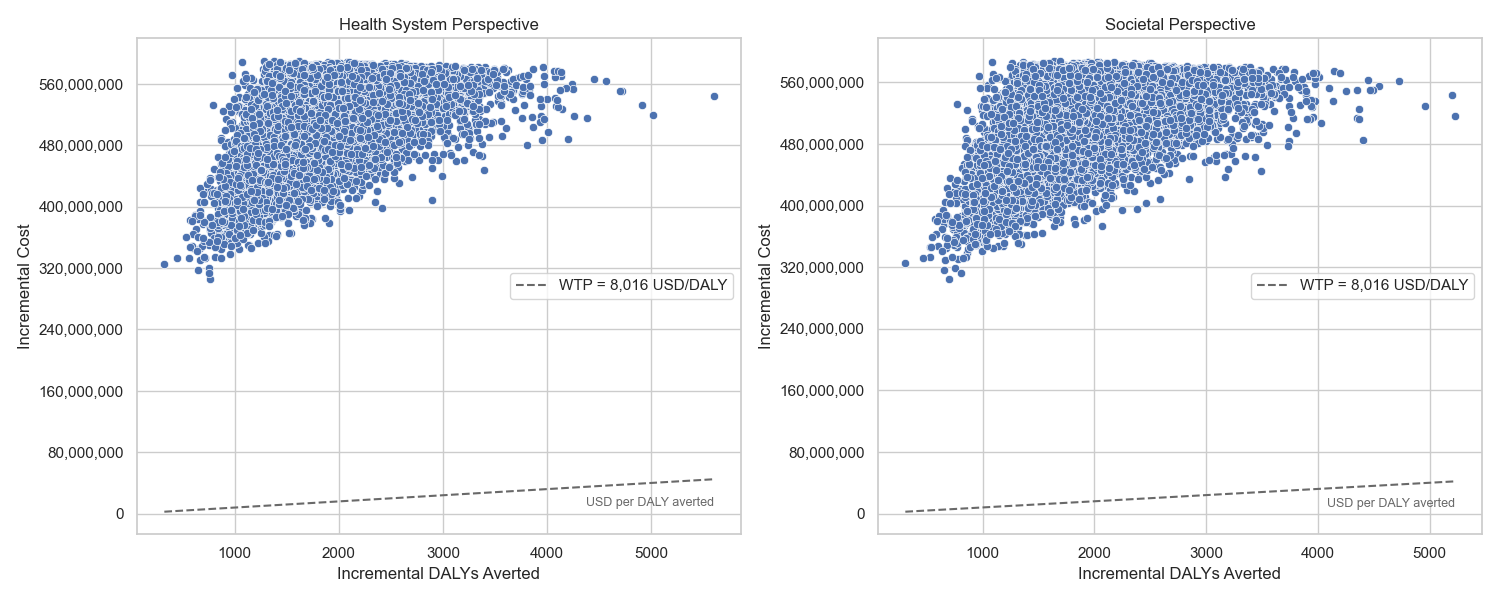 Health System Perspective
Incremental Cost
560,000,000
480,000,000
400,000,000
320,000,000
240,000,000
160,000,000
80,000,000
0
WTP = 8,016 USD/DALY
USD per DALY averted
1000 2000 3000 4000 5000
Incremental DALYs Averted
Societal Perspective
Incremental Cost
560,000,000
480,000,000
400,000,000
320,000,000
240,000,000
160,000,000
80,000,000
0
WTP = 8,016 USD/DALY
USD per DALY averted
1000 2000 3000 4000 5000
Incremental DALYs Averted